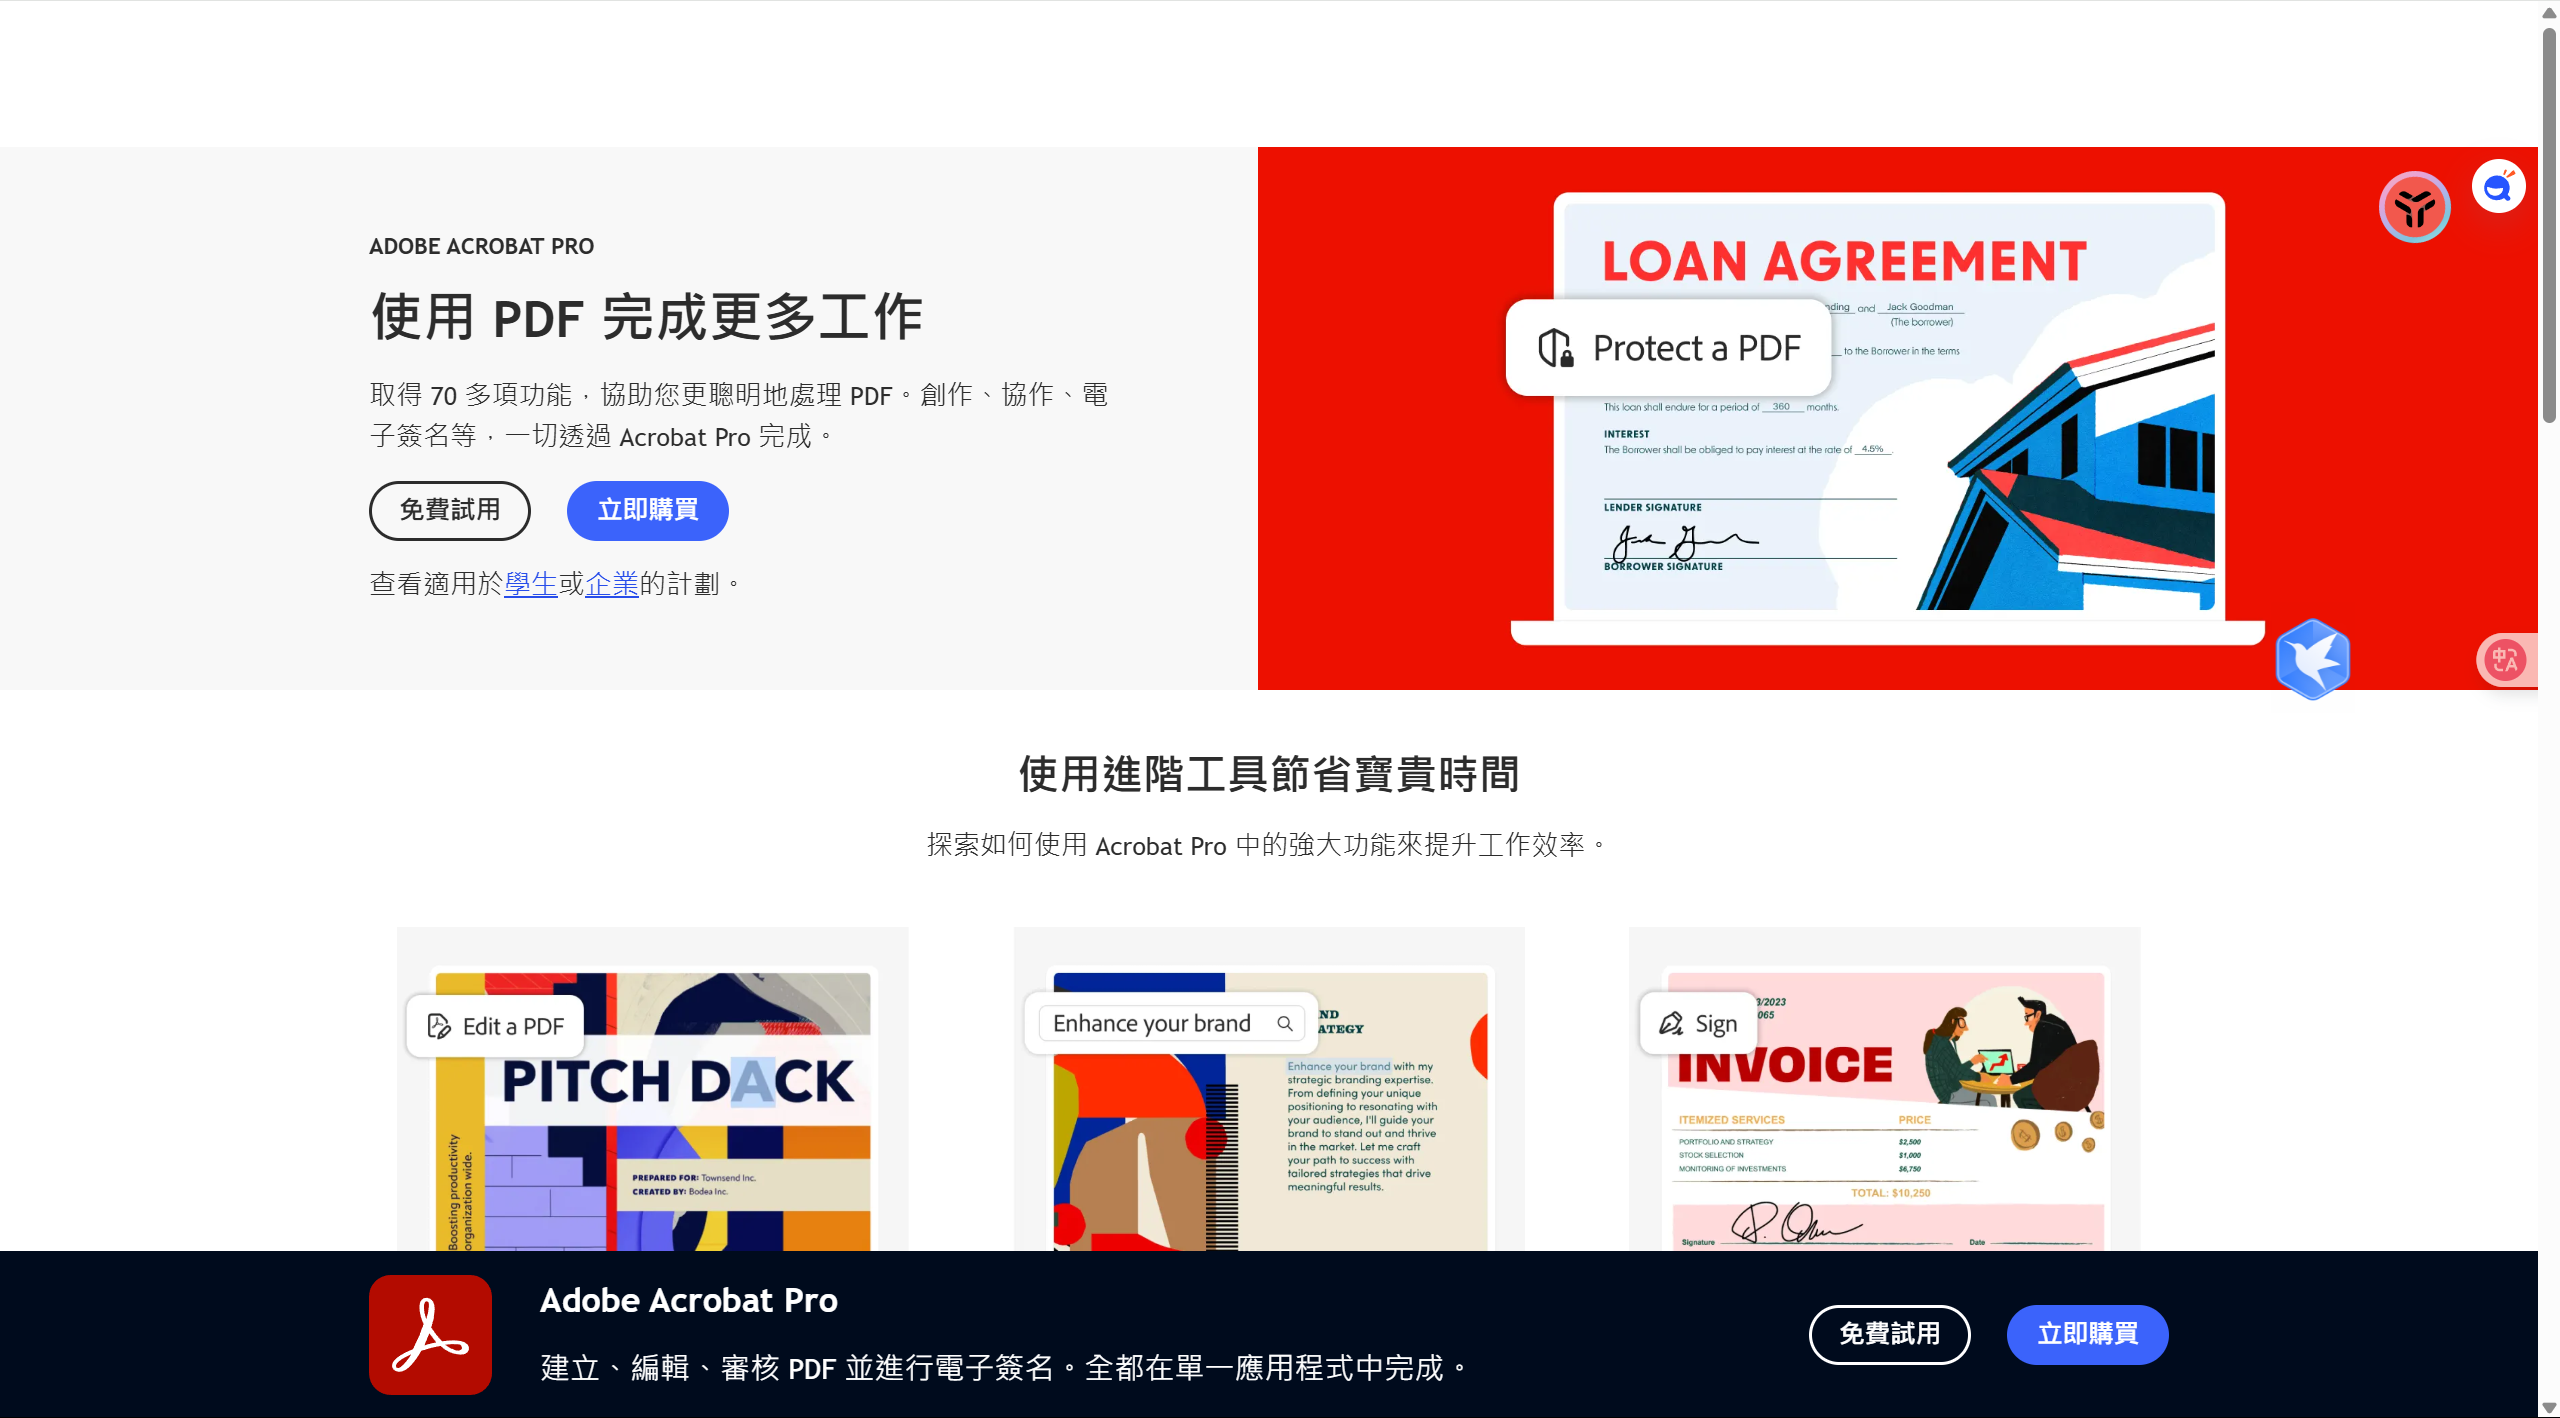 ADOBE ACROBAT PRO
使用 PDF 完成更多工作
取得 70 多項功能，協助您更聰明地處理 PDF。創作、協作、電
子簽名等，一切透過 Acrobat Pro 完成。
免費試用
立即購買
查看適用於學生或企業的計劃。
LOAN AGREEMENT
and Jack Goodman
(The borrower)
Protect a PDF
to the Borrower in the terms
This loan shall endure for a period of 360 months.
INTEREST
The Borrower shall be obliged to pay interest at the rate of 4.5%.
LENDER SIGNATURE
BORROWER SIGNATURE
中A
使用進階工具節省寶貴時間
探索如何使用 Acrobat Pro 中的強大功能來提升工作效率。
Edit a PDF
PITCH DACK
PREPARED FOR: Townsend Inc.
CREATED BY: Bodea Inc.
Boosting productivity
organization wide.
Enhance your brand
ND
ATEGY
Enhance your brand with my
strategic branding expertise.
From defining your unique
positioning to resonating with
your audience, I'll guide your
brand to stand out and thrive
in the market. Let me craft
your path to success with
tailored strategies that drive
meaningful results.
Sign
3/2023
065
INVOICE
ITEMIZED SERVICES PRICE
PORTFOLIO AND STRATEGY $2,500
STOCK SELECTION $1,000
MONITORING OF INVESTMENTS $6,750
TOTAL: $10,250
Signature Date
Adobe Acrobat Pro
建立、編輯、審核 PDF 並進行電子簽名。全都在單一應用程式中完成。
免費試用
立即購買